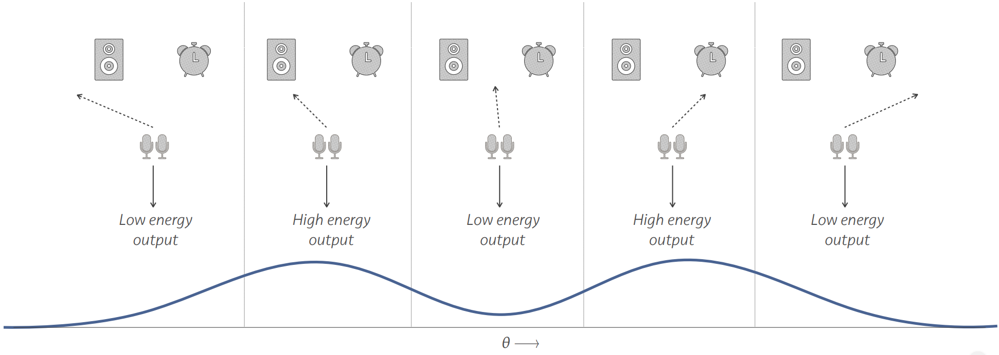 Low energy
output
High energy
output
Low energy
output
High energy
output
Low energy
output
θ ⟶